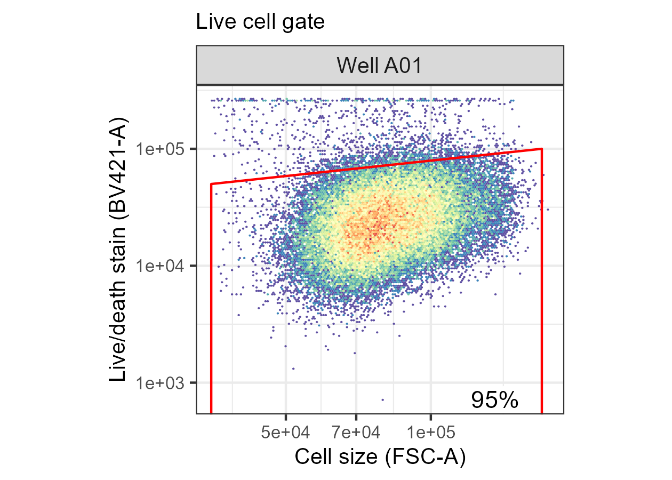 Live cell gate
Well A01
Live/death stain (BV421-A)
1e+05
1e+04
1e+03
95%
5e+04 7e+04 1e+05
Cell size (FSC-A)